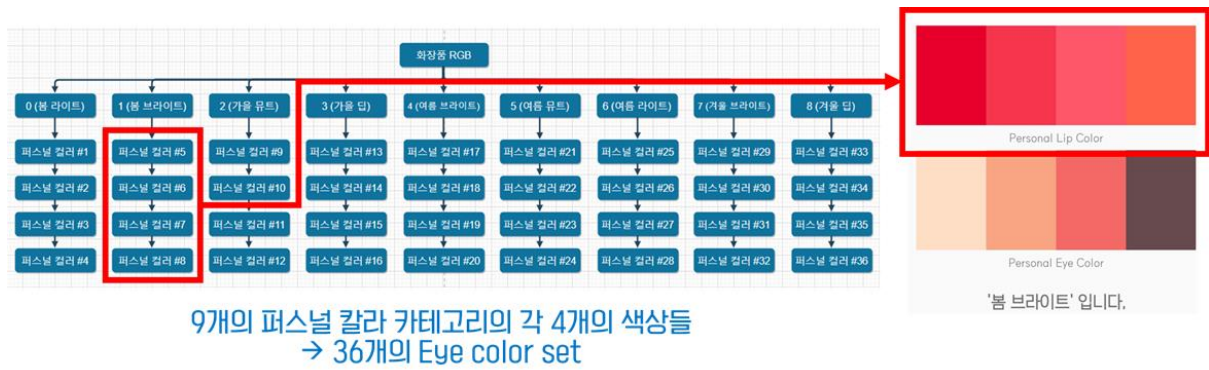 화장품 RGB
0 (봄 라이트) 1 (봄 브라이트) 2 (가을 뮤트) 3 (가을 딥) 4 (여름 브라이트) 5 (여름 뮤트) 6 (여름 라이트) 7 (겨울 브라이트) 8 (겨울 딥)
퍼스널 컬러 #1 퍼스널 컬러 #5 퍼스널 컬러 #9 퍼스널 컬러 #13 퍼스널 컬러 #17 퍼스널 컬러 #21 퍼스널 컬러 #25 퍼스널 컬러 #29 퍼스널 컬러 #33
퍼스널 컬러 #2 퍼스널 컬러 #6 퍼스널 컬러 #10 퍼스널 컬러 #14 퍼스널 컬러 #18 퍼스널 컬러 #22 퍼스널 컬러 #26 퍼스널 컬러 #30 퍼스널 컬러 #34
퍼스널 컬러 #3 퍼스널 컬러 #7 퍼스널 컬러 #11 퍼스널 컬러 #15 퍼스널 컬러 #19 퍼스널 컬러 #23 퍼스널 컬러 #27 퍼스널 컬러 #31 퍼스널 컬러 #35
퍼스널 컬러 #4 퍼스널 컬러 #8 퍼스널 컬러 #12 퍼스널 컬러 #16 퍼스널 컬러 #20 퍼스널 컬러 #24 퍼스널 컬러 #28 퍼스널 컬러 #32 퍼스널 컬러 #36
9개의 퍼스널 칼라 카테고리의 각 4개의 색상들
→ 36개의 Eye color set
Personal Lip Color
Personal Eye Color
'봄 브라이트' 입니다.